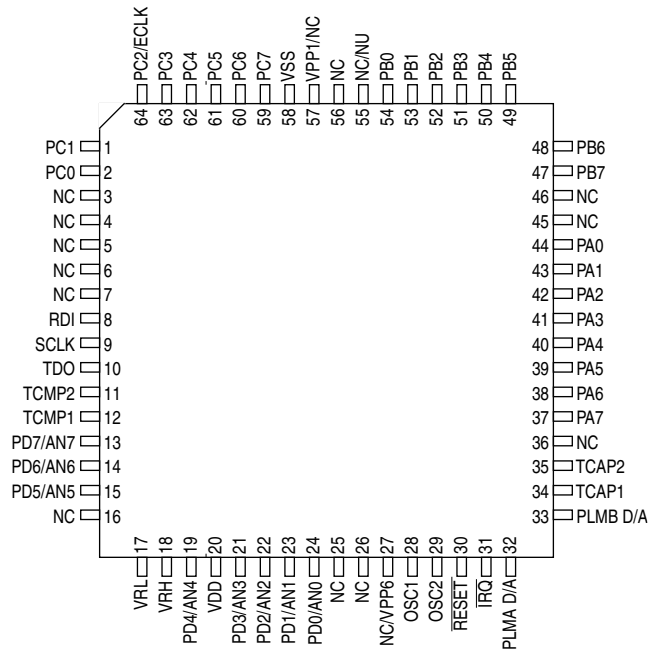 PC2/ECLK
PC3
PC4
PC5
PC6
PC7
VSS
VPP1/NC
NC
NC/NU
PB0
PB1
PB2
PB3
PB4
PB5
64
63
62
61
60
59
58
57
56
55
54
53
52
51
50
49
PC1 1
PC0 2
NC 3
NC 4
NC 5
NC 6
NC 7
RDI 8
SCLK 9
TDO 10
TCMP2 11
TCMP1 12
PD7/AN7 13
PD6/AN6 14
PD5/AN5 15
NC 16
48 PB6
47 PB7
46 NC
45 NC
44 PA0
43 PA1
42 PA2
41 PA3
40 PA4
39 PA5
38 PA6
37 PA7
36 NC
35 TCAP2
34 TCAP1
33 PLMB D/A
17
18
19
20
21
22
23
24
25
26
27
28
29
30
31
32
VRL
VRH
PD4/AN4
VDD
PD3/AN3
PD2/AN2
PD1/AN1
PD0/AN0
NC
NC
NC/VPP6
OSC1
OSC2
RESET
IRQ
PLMA D/A